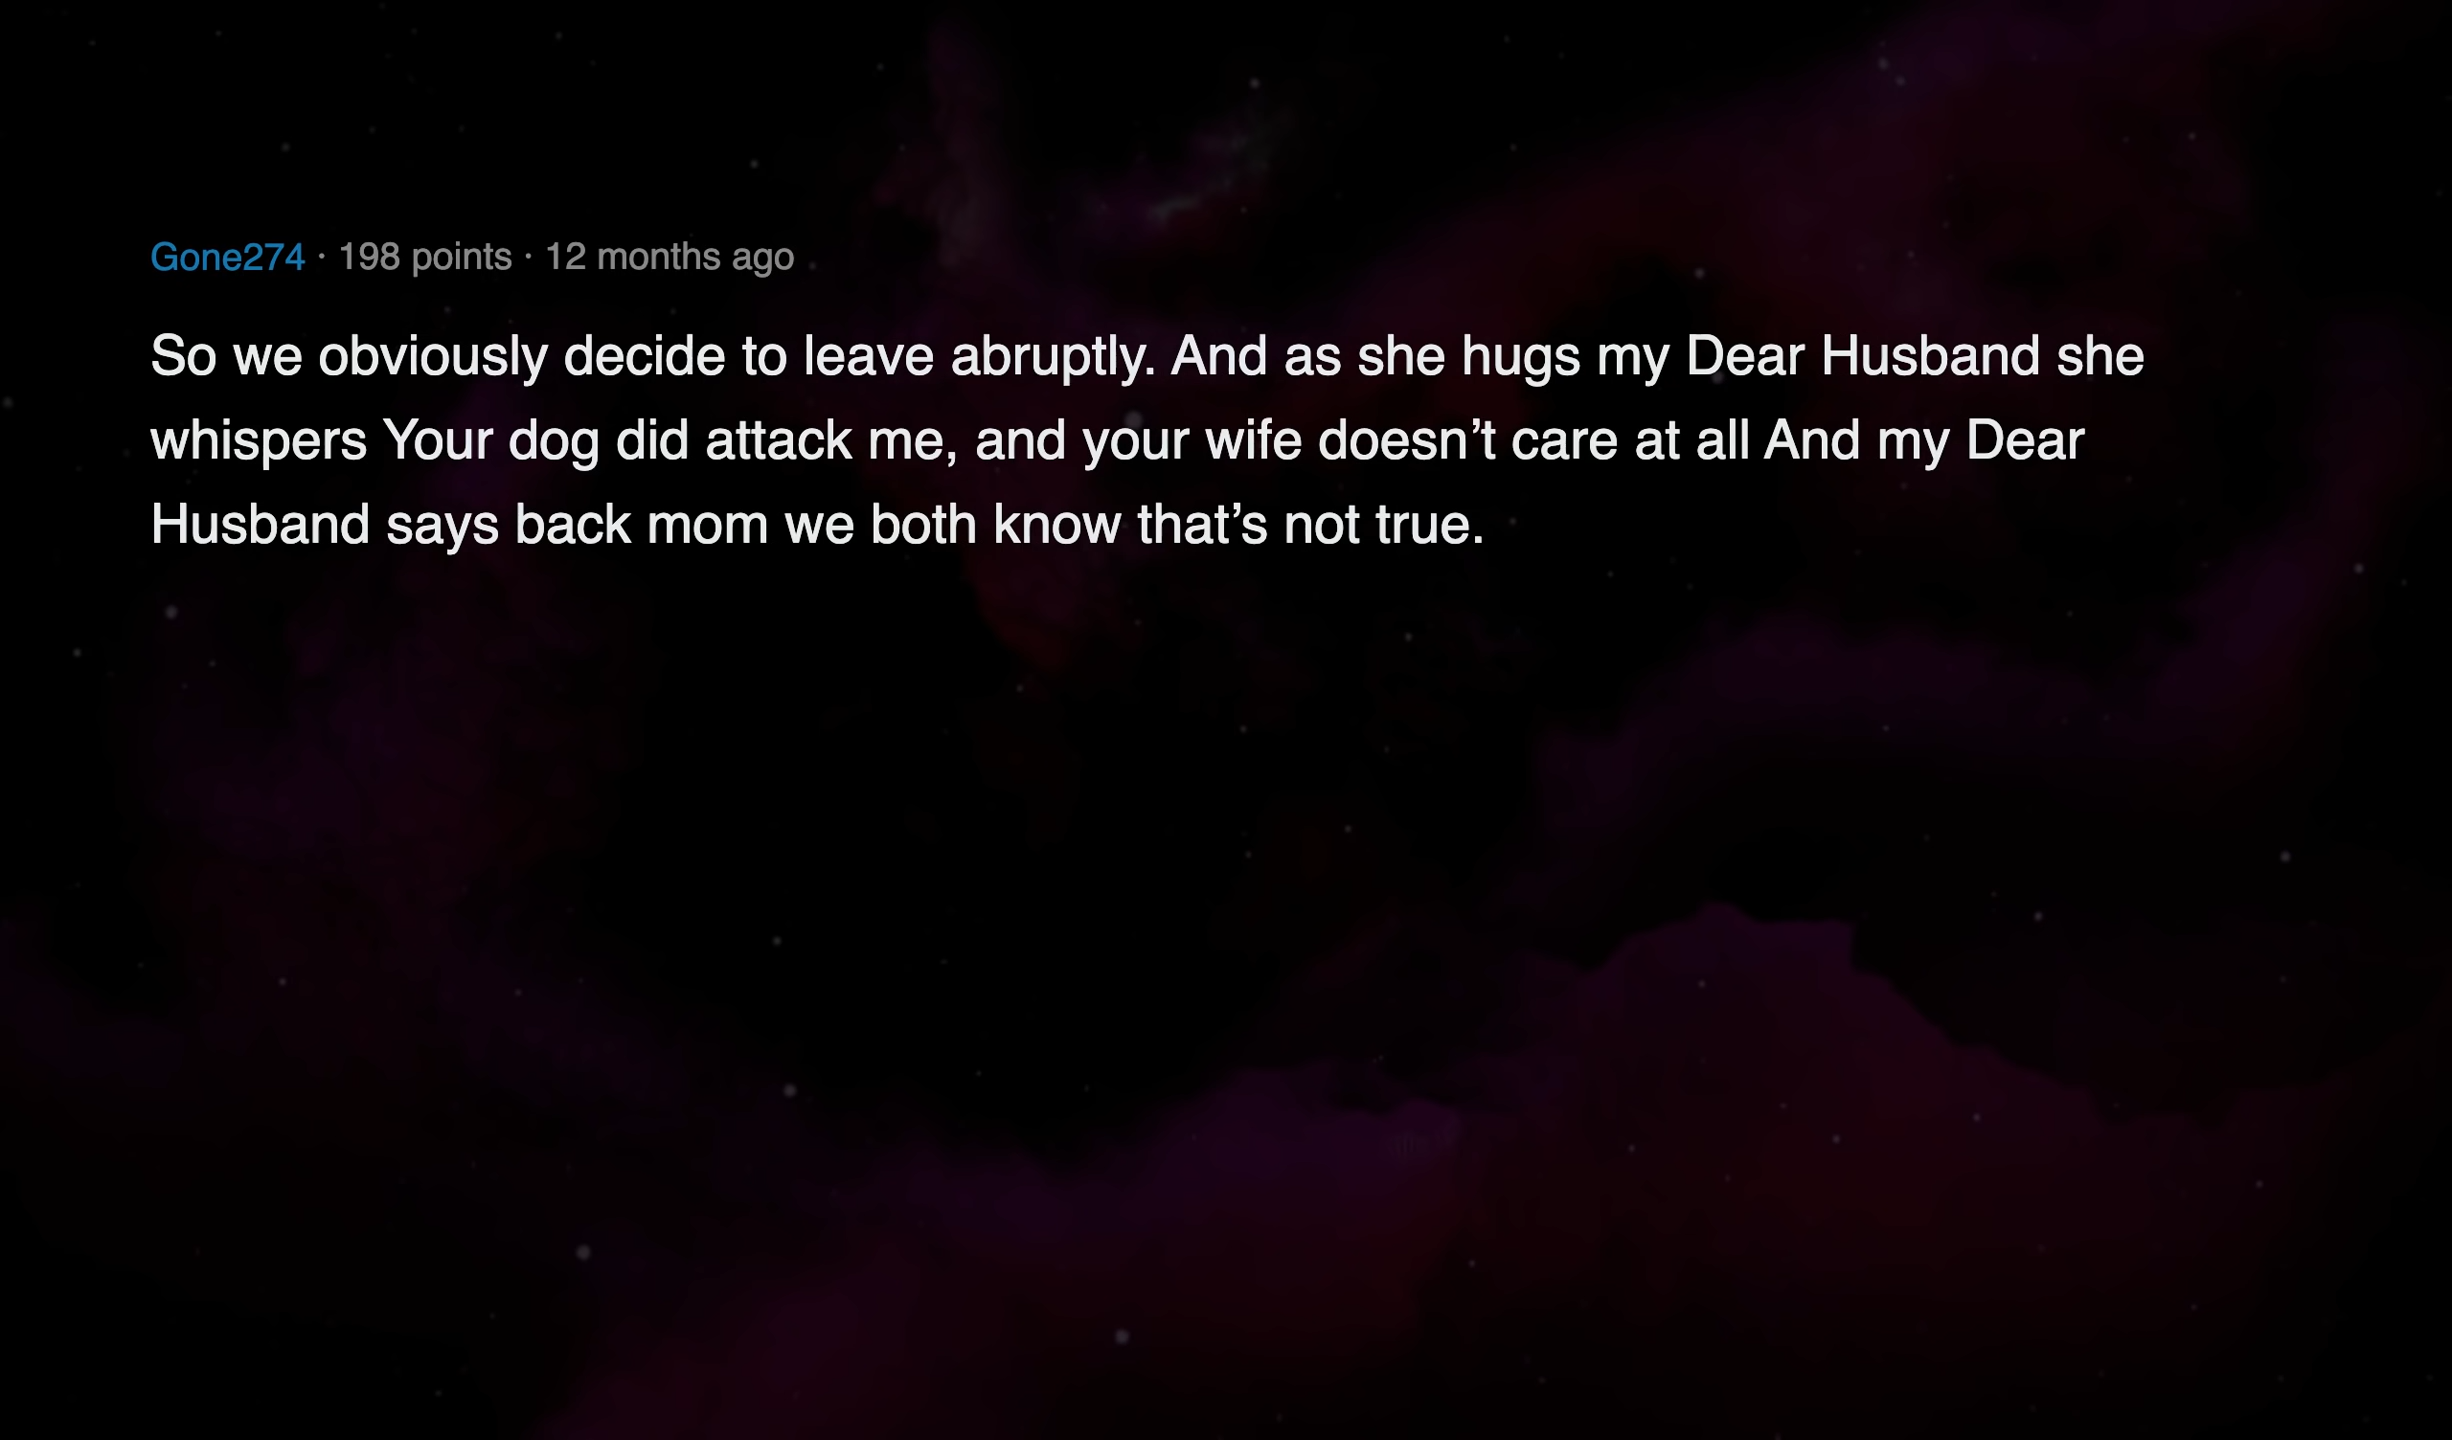 Gone274 · 198 points · 12 months ago
So we obviously decide to leave abruptly. And as she hugs my Dear Husband she
whispers Your dog did attack me, and your wife doesn’t care at all And my Dear
Husband says back mom we both know that’s not true.